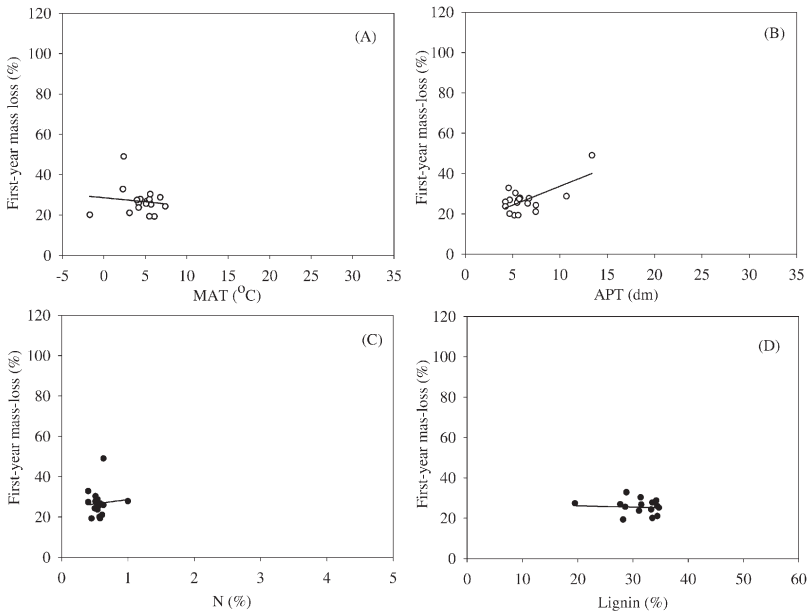 (A)
First-year mass loss (%)
120
100
80
60
40
20
0
-5 0 5 10 15 20 25 30 35
MAT (°C)
(B)
First-year mass-loss (%)
120
100
80
60
40
20
0
0 5 10 15 20 25 30 35
APT (dm)
(C)
First-year mass-loss (%)
120
100
80
60
40
20
0
0 1 2 3 4 5
N (%)
(D)
First-year mas-loss (%)
120
100
80
60
40
20
0
0 10 20 30 40 50 60
Lignin (%)